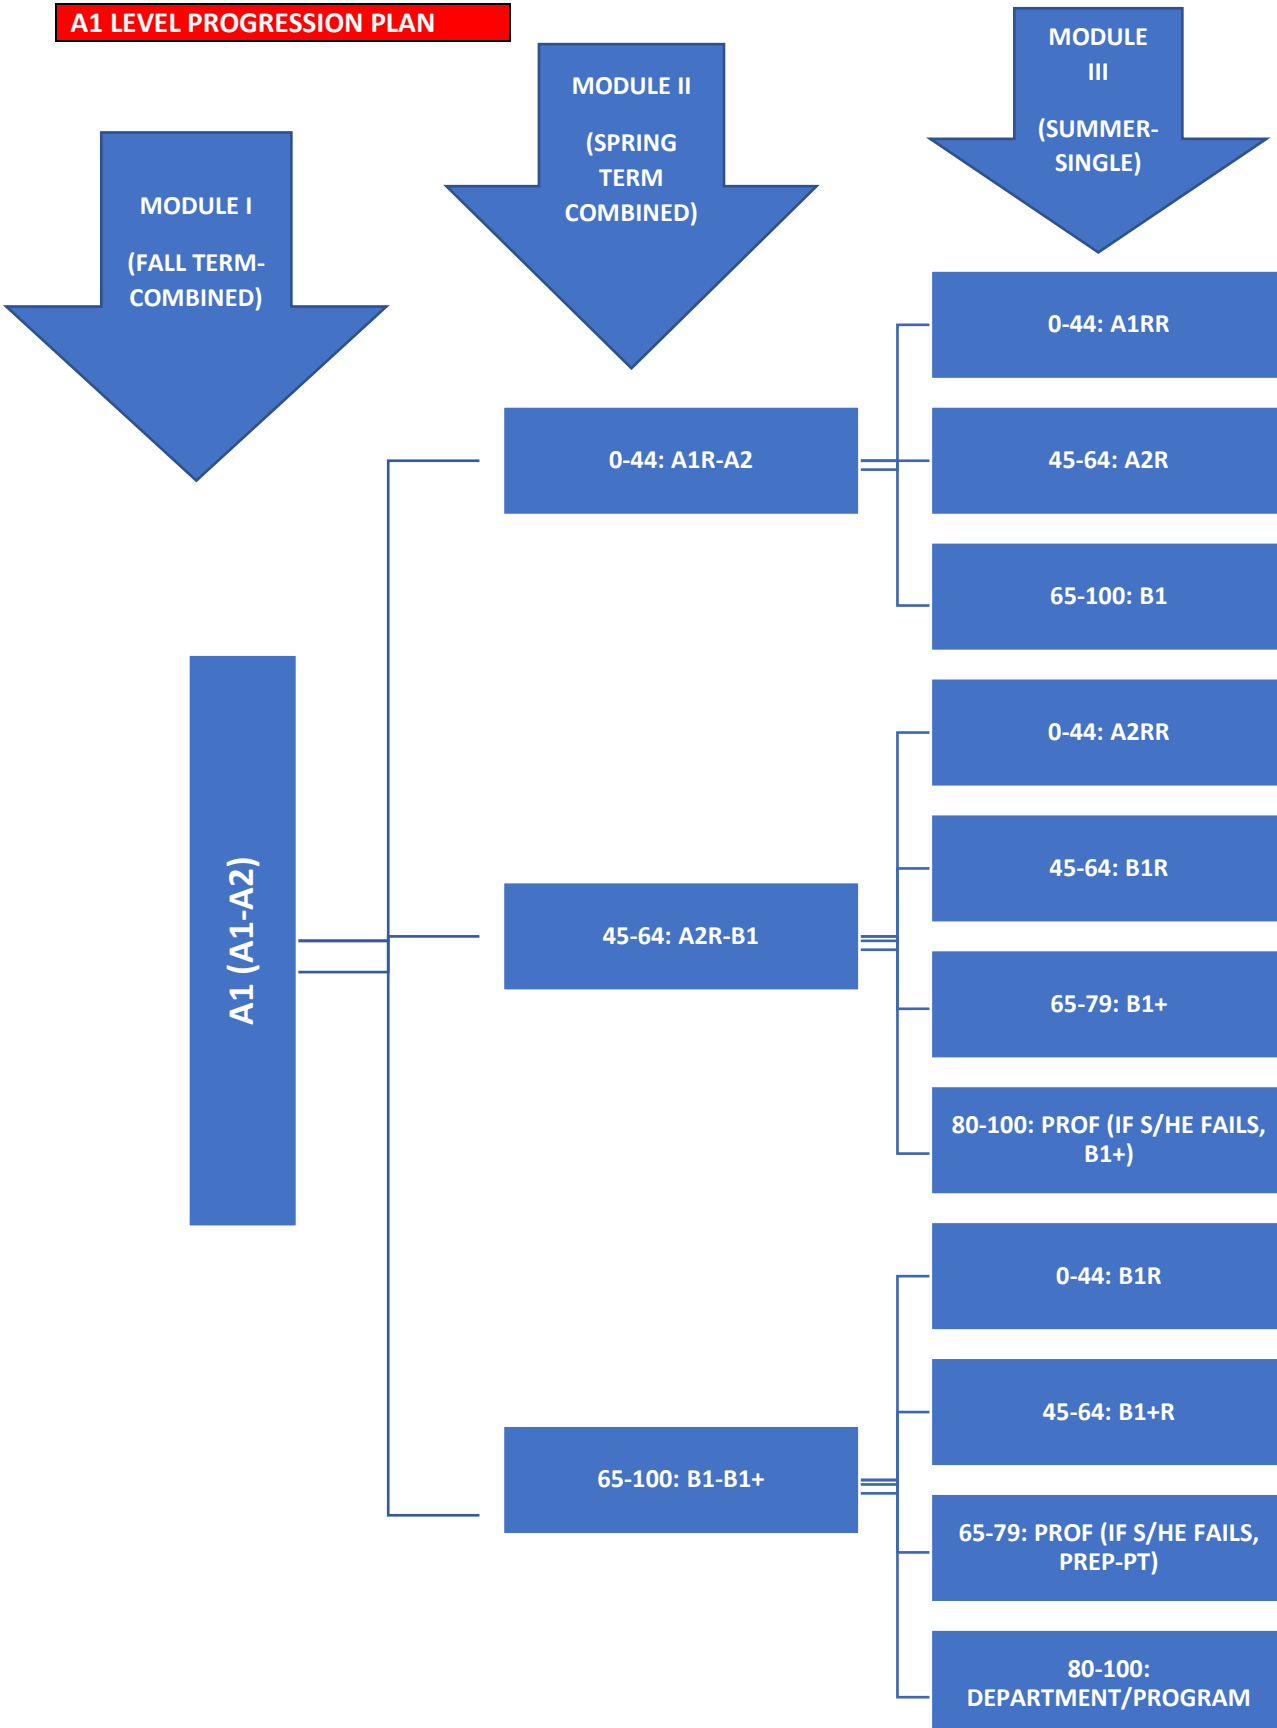 A1 LEVEL PROGRESSION PLAN
MODULE I
(FALL TERM-
COMBINED)
MODULE II
(SPRING
TERM
COMBINED)
MODULE
III
(SUMMER-
SINGLE)
A1 (A1-A2)
0-44: A1R-A2
0-44: A1RR
45-64: A2R
65-100: B1
45-64: A2R-B1
0-44: A2RR
45-64: B1R
65-79: B1+
80-100: PROF (IF S/HE FAILS,
B1+)
65-100: B1-B1+
0-44: B1R
45-64: B1+R
65-79: PROF (IF S/HE FAILS,
PREP-PT)
80-100:
DEPARTMENT/PROGRAM